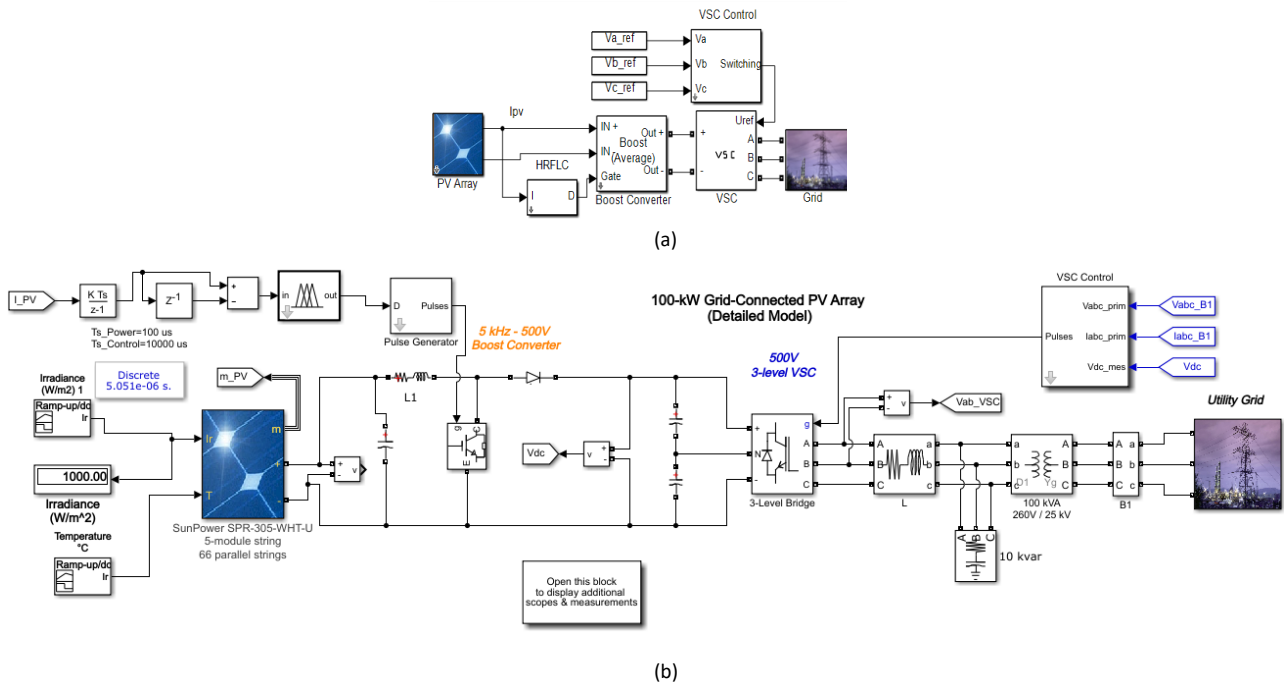 VSC Control
Va_ref
Vb_ref
Vc_ref
Va
Vb
Vc
Switching
Ipv
PV Array
HRFLC
I
D
IN +
IN -
Gate
Boost
(Average)
Out +
Out -
Boost Converter
+
-
Uref
VSC
A
B
C
VSC
Grid
(a)
I_PV
K Ts
z-1
Z-1
+
-
in
out
D
Pulses
Pulse Generator
Ts_Power=100 us
Ts_Control=10000 us
5 kHz - 500V
Boost Converter
100-kW Grid-Connected PV Array
(Detailed Model)
VSC Control
Pulses
Vabc_prim
Iabc_prim
Vdc_mes
Vabc_B1
Iabc_B1
Vdc
Discrete
5.051e-06 s.
Irradiance
(W/m2) 1
Ramp-up/dc
Ir
1000.00
Irradiance
(W/m^2)
Temperature
°C
Ramp-up/dc
Ir
m_PV
Ir
T
m
+
-
SunPower SPR-305-WHT-U
5-module string
66 parallel strings
+
-
v
L1
g
C
E
Vdc
v
+
-
500V
3-level VSC
+
N
-
g
A
B
C
3-Level Bridge
+
-
v
Vab_VSC
A
B
C
a
b
c
L
A
B
C
10 kvar
a
b
c
D1
Yg
A
B
C
100 kVA
260V / 25 kV
A
B
C
a
b
c
B1
Utility Grid
Open this block
to display additional
scopes & measurements
(b)